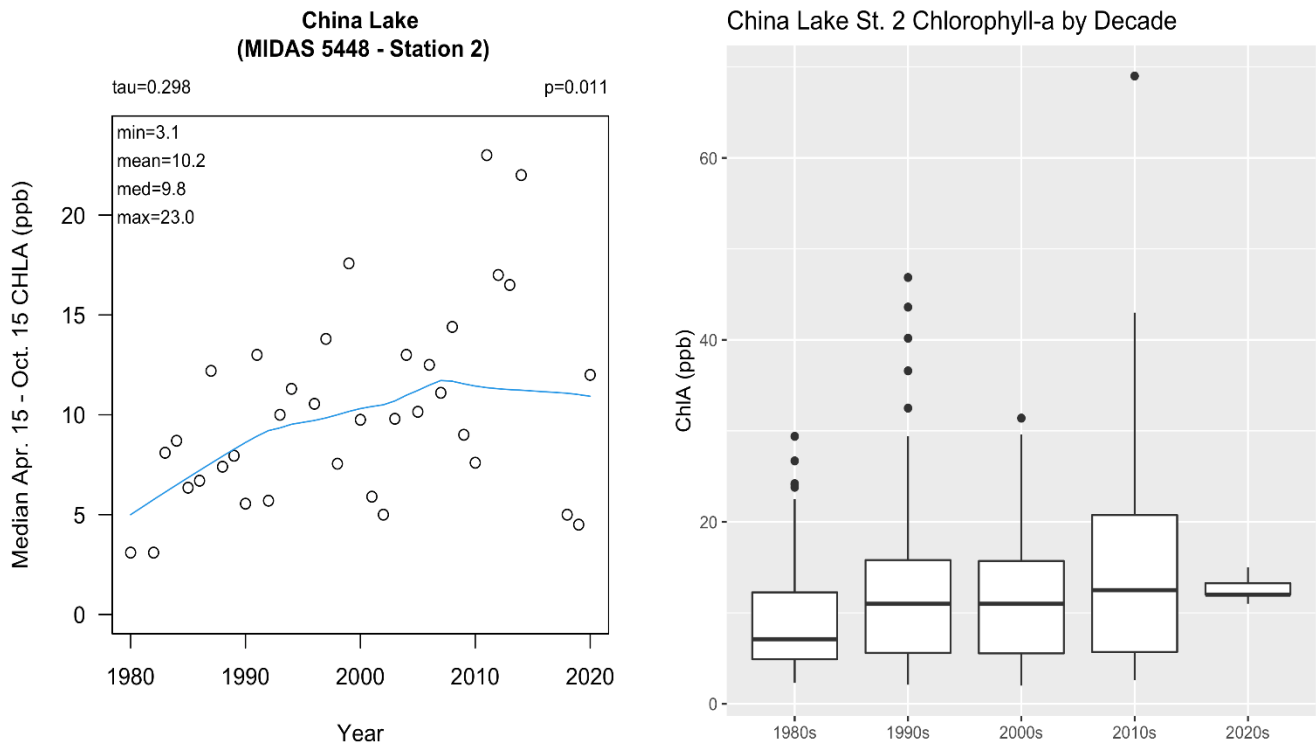 China Lake
(MIDAS 5448 - Station 2)
tau=0.298
p=0.011
min=3.1
mean=10.2
med=9.8
max=23.0
Median Apr. 15 - Oct. 15 CHLA (ppb)
20
15
10
5
0
1980
1990
2000
2010
2020
Year
China Lake St. 2 Chlorophyll-a by Decade
ChlA (ppb)
60
40
20
0
1980s
1990s
2000s
2010s
2020s